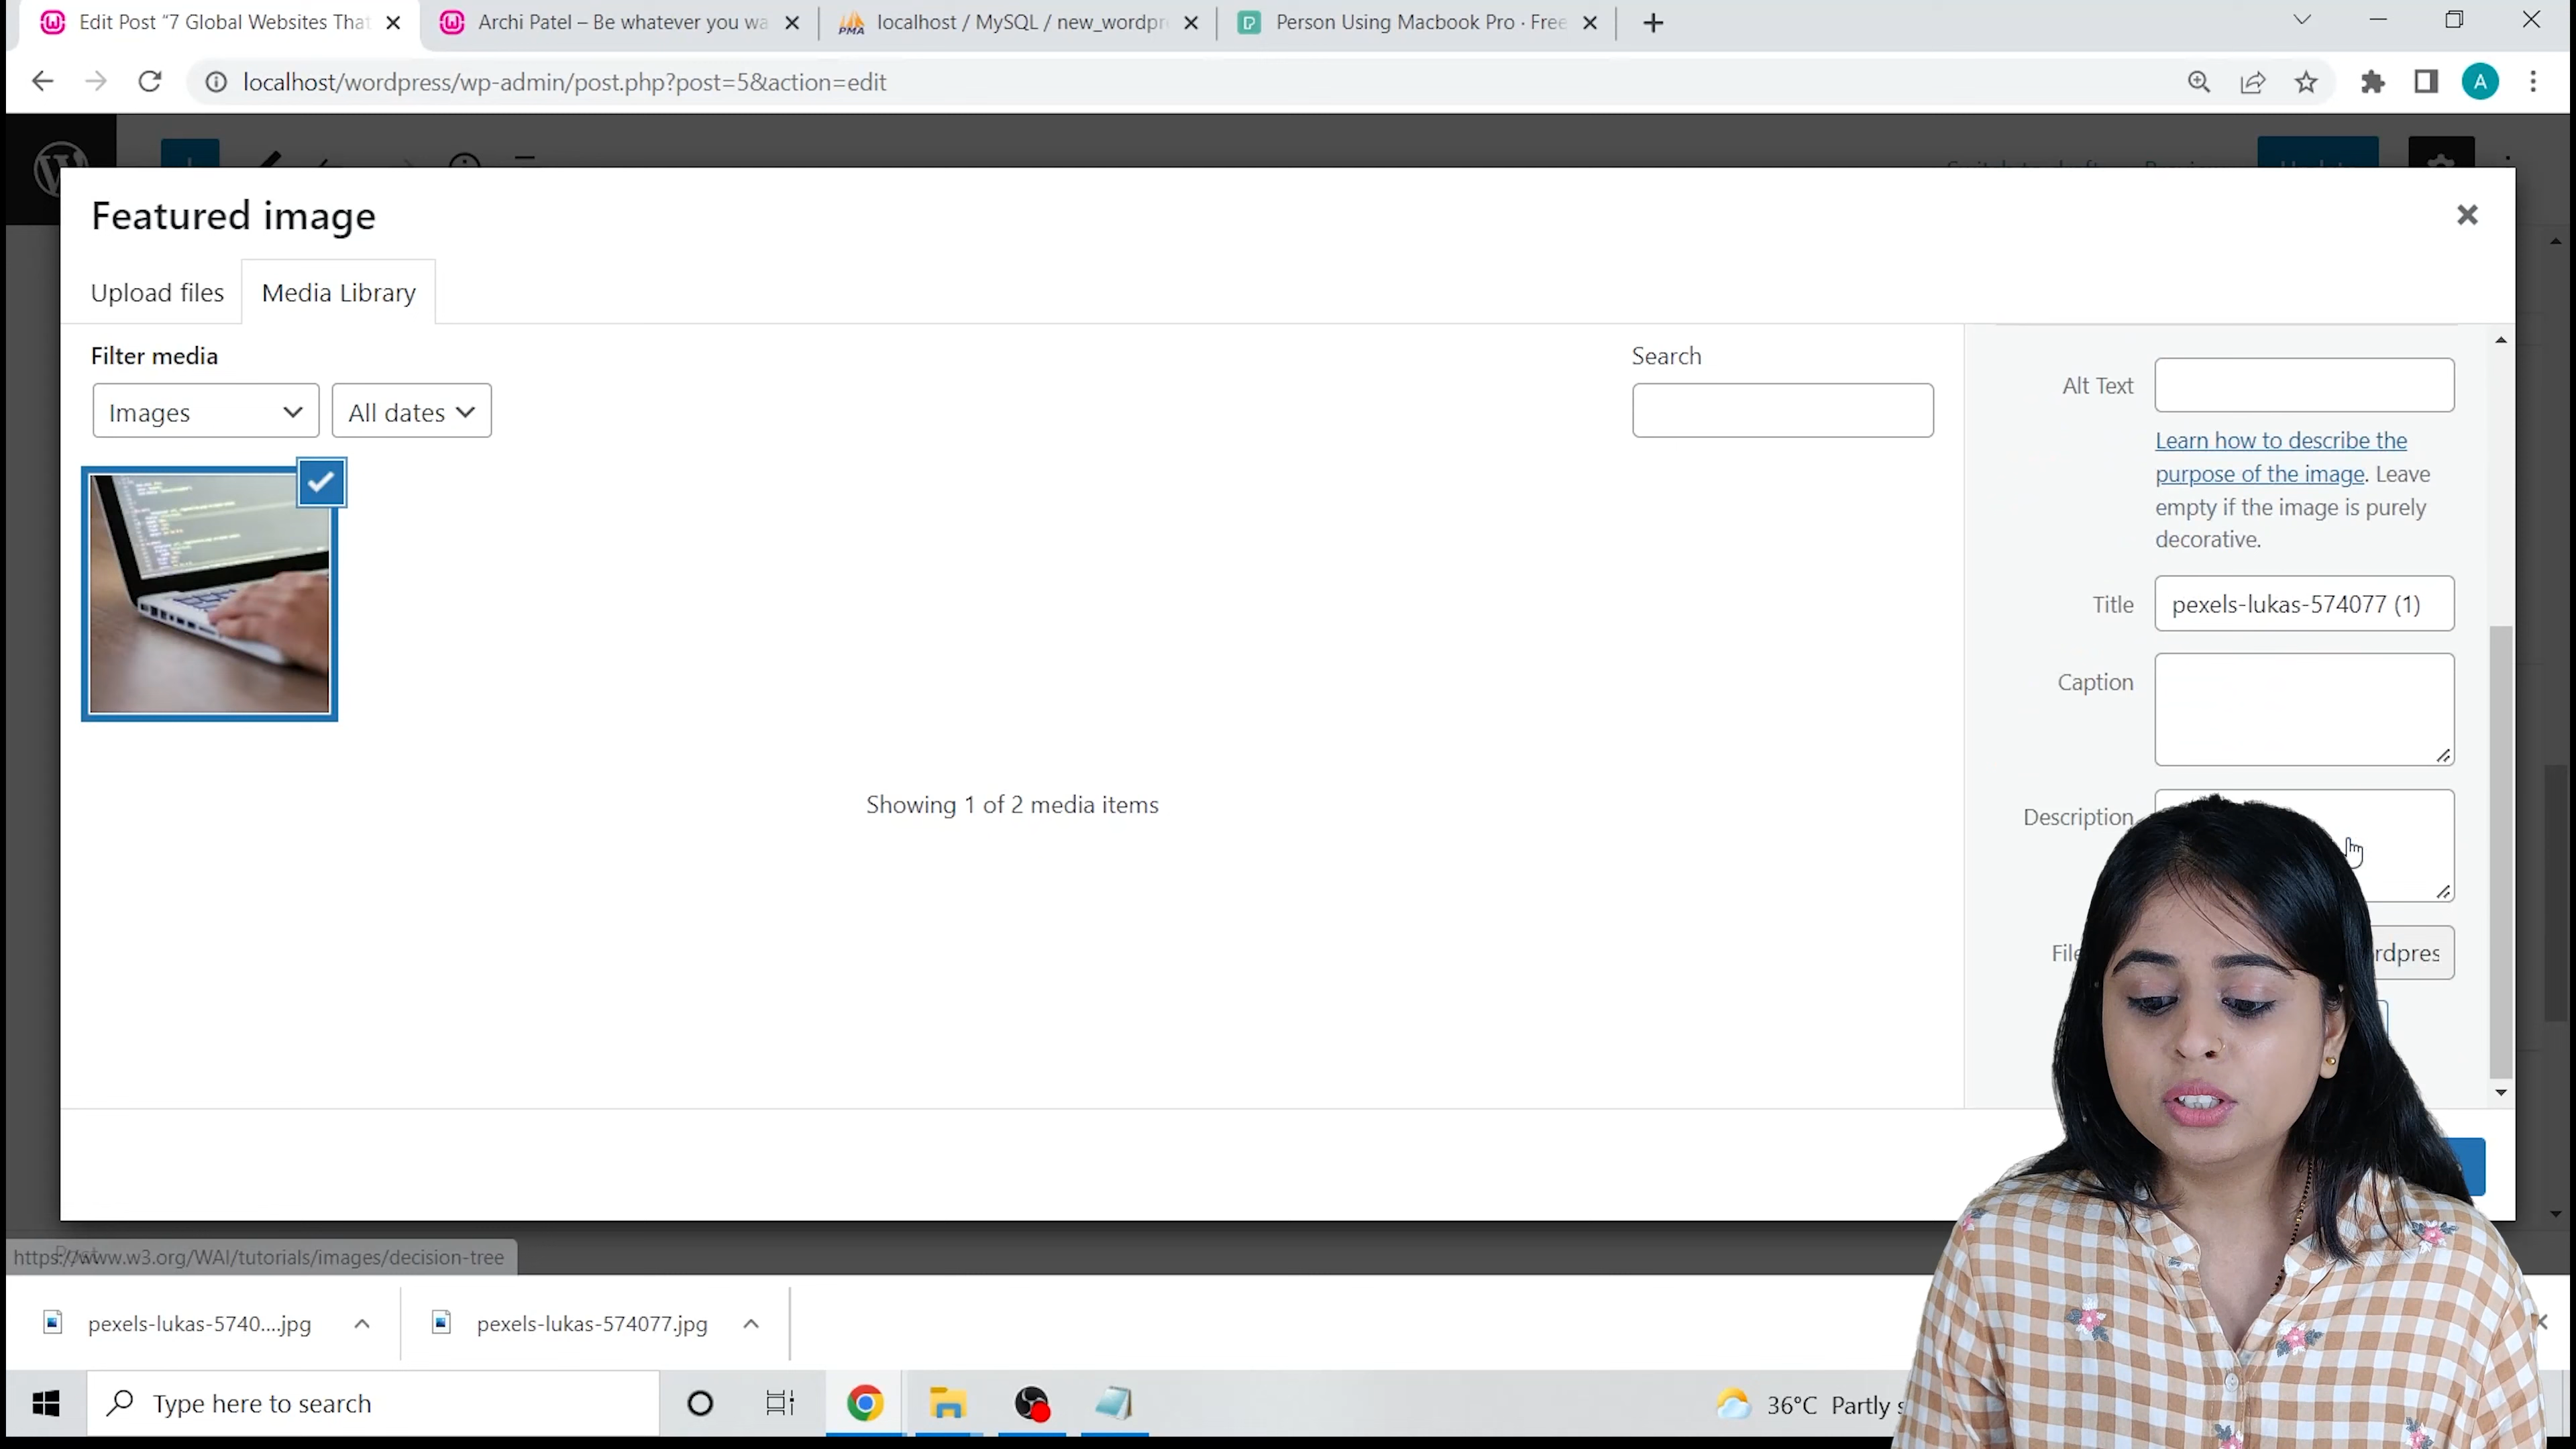 Edit Post “7 Global Websites That
Archi Patel – Be whatever you wa
localhost / MySQL / new_wordpr
Person Using Macbook Pro · Free
localhost/wordpress/wp-admin/post.php?post=5&action=edit
A
Featured image
Upload files
Media Library
Filter media
Images
All dates
Search
Showing 1 of 2 media items
Alt Text
Learn how to describe the
purpose of the image. Leave
empty if the image is purely
decorative.
Title
pexels-lukas-574077 (1)
Caption
Description
File
rdpres
Post
https://www.w3.org/WAI/tutorials/images/decision-tree
pexels-lukas-5740....jpg
pexels-lukas-574077.jpg
Type here to search
36°C Partly s